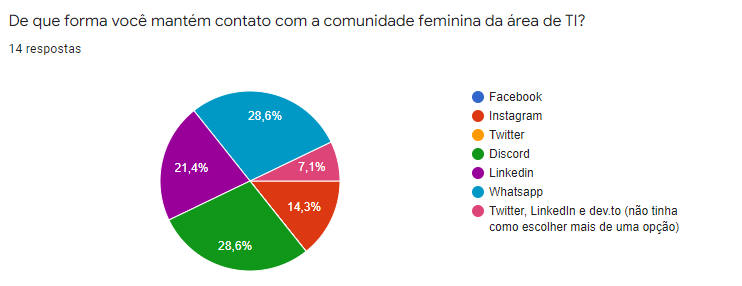 De que forma você mantém contato com a comunidade feminina da área de TI?
14 respostas
28,6%
7,1%
21,4%
14,3%
28,6%
Facebook
Instagram
Twitter
Discord
Linkedin
Whatsapp
Twitter, LinkedIn e dev.to (não tinha
como escolher mais de uma opção)